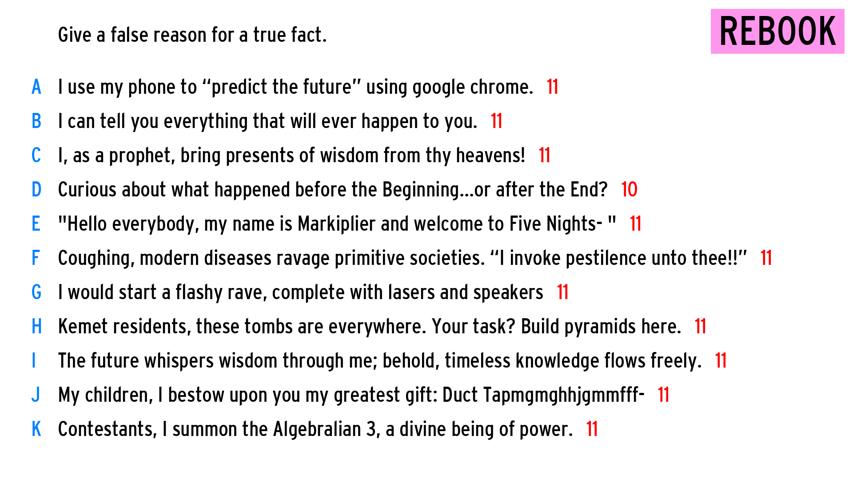 Give a false reason for a true fact.
REBOOK
A I use my phone to “predict the future” using google chrome. 11
B I can tell you everything that will ever happen to you. 11
C I, as a prophet, bring presents of wisdom from thy heavens! 11
D Curious about what happened before the Beginning...or after the End? 10
E "Hello everybody, my name is Markiplier and welcome to Five Nights- " 11
F Coughing, modern diseases ravage primitive societies. “I invoke pestilence unto thee!!” 11
G I would start a flashy rave, complete with lasers and speakers 11
H Kemet residents, these tombs are everywhere. Your task? Build pyramids here. 11
I The future whispers wisdom through me; behold, timeless knowledge flows freely. 11
J My children, I bestow upon you my greatest gift: Duct Tapmgmghhjgmmfff- 11
K Contestants, I summon the Algebralian 3, a divine being of power. 11